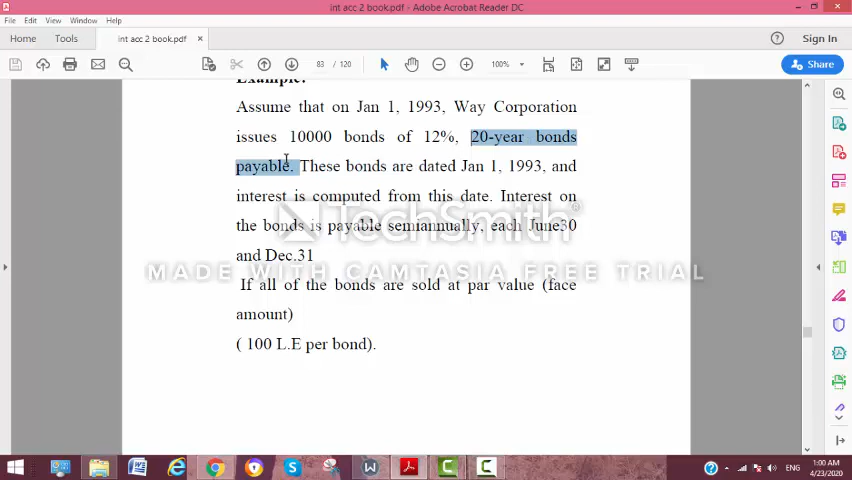 int acc 2 book.pdf - Adobe Acrobat Reader DC
File Edit View Window Help
Home Tools int acc 2 book.pdf × Sign In
83 / 120 100% Share
Example:
Assume that on Jan 1, 1993, Way Corporation
issues 10000 bonds of 12%, 20-year bonds
payable. These bonds are dated Jan 1, 1993, and
interest is computed from this date. Interest on
the bonds is payable semiannually, each June30
and Dec.31
If all of the bonds are sold at par value (face
amount)
( 100 L.E per bond).
TechSmith®
MADE WITH CAMTASIA FREE TRIAL
ENG
1:00 AM
4/23/2020